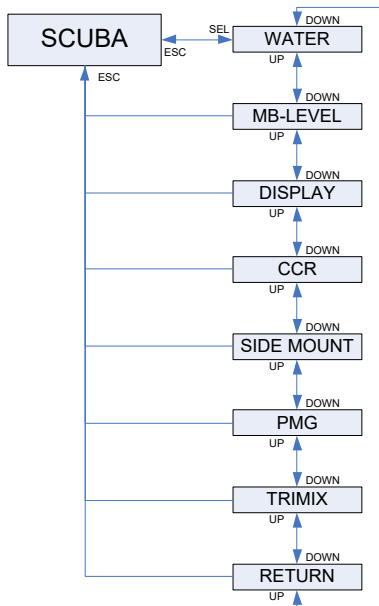 DOWN
SCUBA
SEL
ESC
WATER
UP
ESC
DOWN
MB-LEVEL
UP
DOWN
DISPLAY
UP
DOWN
CCR
UP
DOWN
SIDE MOUNT
UP
DOWN
PMG
UP
DOWN
TRIMIX
UP
DOWN
RETURN
UP